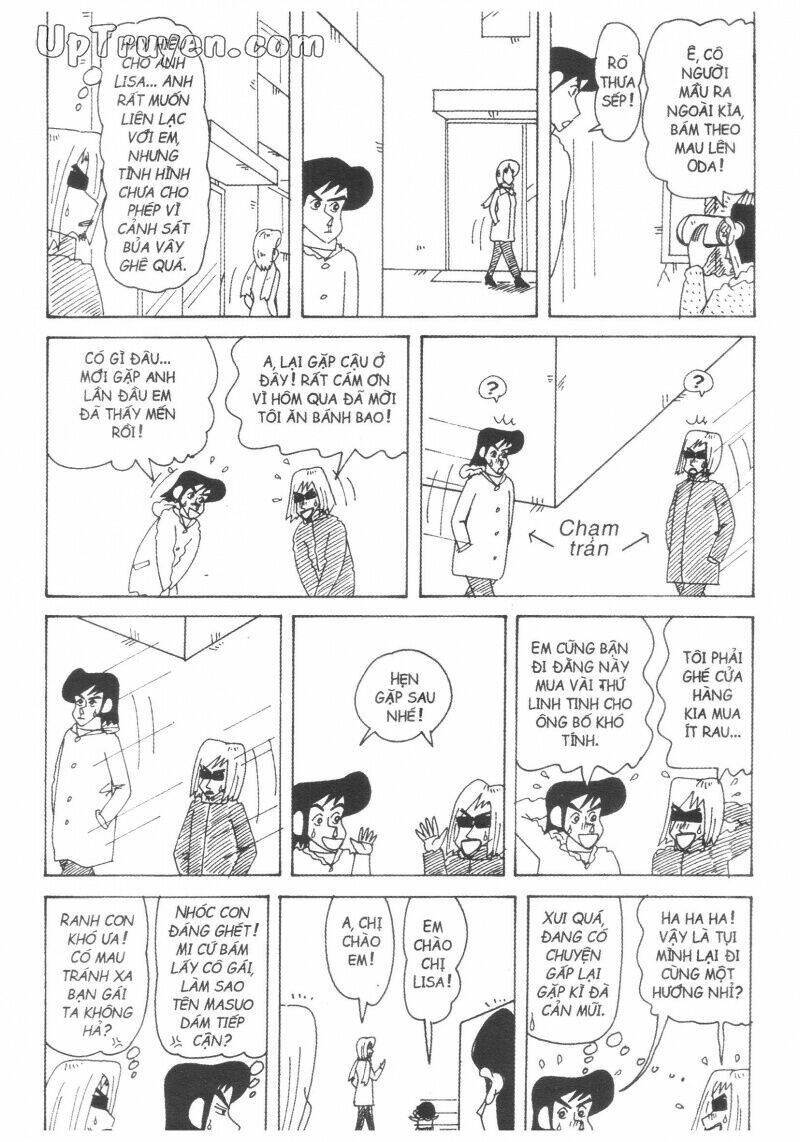 UpTruyen.com
Ê, CÔ
NGƯỜI
MẪU RA
NGOÀI KÌA,
BÁM THEO
MAU LÊN
ODA!
RÕ
THƯA
SẾP!
HÃY HIỂU
CHO ANH
LISA... ANH
RẤT MUỐN
LIÊN LẠC
VỚI EM,
NHƯNG
TÌNH HÌNH
CHƯA CHO
PHÉP VÌ
CẢNH SÁT
BỦA VÂY
GHÊ QUÁ.
?
?
Chạm
trán
A, LẠI GẶP CẬU Ở
ĐÂY! RẤT CÁM ƠN
VÌ HÔM QUA ĐÃ MỜI
TÔI ĂN BÁNH BAO!
CÓ GÌ ĐÂU...
MỚI GẶP ANH
LẦN ĐẦU EM
ĐÃ THẤY MẾN
RỒI!
TÔI PHẢI
GHÉ CỬA
HÀNG
KIA MUA
ÍT RAU...
EM CŨNG BẬN
ĐI ĐẰNG NÀY
MUA VÀI THỨ
LINH TINH CHO
ÔNG BỐ KHÓ
TÍNH.
HẸN
GẶP SAU
NHÉ!
HA HA HA!
VẬY LÀ TỤI
MÌNH LẠI ĐI
CÙNG MỘT
HƯỚNG NHỈ?
XUI QUÁ,
ĐANG CÓ
CHUYỆN
GẤP LẠI
GẶP KÌ ĐÀ
CẢN MŨI.
EM
CHÀO
CHỊ
LISA!
A, CHỊ
CHÀO
EM!
NHÓC CON
ĐÁNG GHÉT!
MI CỨ BÁM
LẤY CÔ GÁI,
LÀM SAO
TÊN MASUO
DÁM TIẾP
CẬN?
RANH CON
KHÓ ƯA!
CÓ MAU
TRÁNH XA
BẠN GÁI
TA KHÔNG
HẢ?